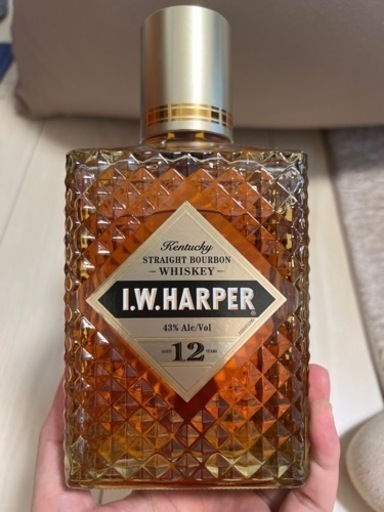 Kentucky
STRAIGHT BOURBON
- WHISKEY -
I.W. HARPER®
43% Alc/Vol
AGED 12 YEARS